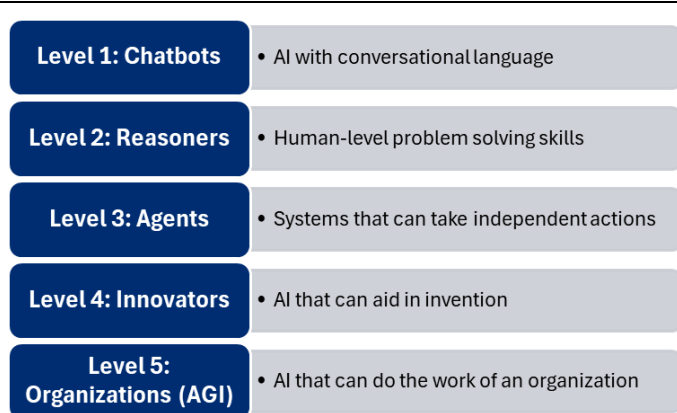 Level 1: Chatbots
• AI with conversational language
Level 2: Reasoners
• Human-level problem solving skills
Level 3: Agents
• Systems that can take independent actions
Level 4: Innovators
• AI that can aid in invention
Level 5:
Organizations (AGI)
• AI that can do the work of an organization